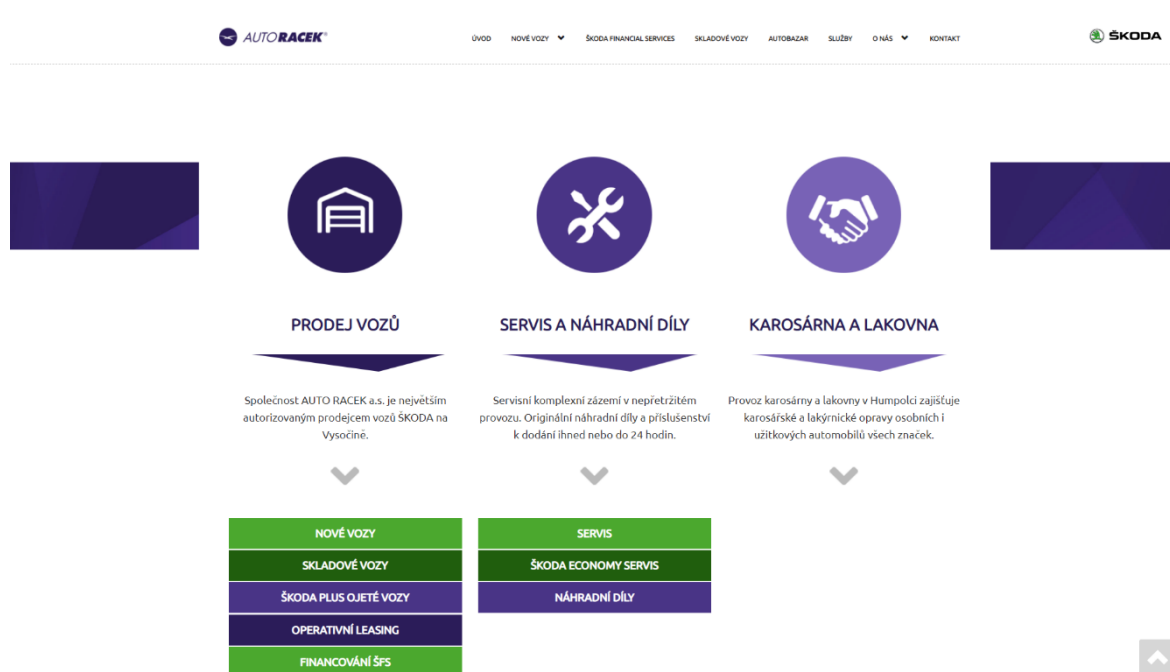 AUTO RACEK®
ÚVOD NOVÉ VOZY ŠKODA FINANCIAL SERVICES SKLADOVÉ VOZY AUTOBAZAR SLUŽBY O NÁS KONTAKT
ŠKODA
PRODEJ VOZŮ
Společnost AUTO RACEK a.s. je největším
autorizovaným prodejcem vozů ŠKODA na
Vysočině.
NOVÉ VOZY
SKLADOVÉ VOZY
ŠKODA PLUS OJETÉ VOZY
OPERATIVNÍ LEASING
FINANCOVÁNÍ ŠFS
SERVIS A NÁHRADNÍ DÍLY
Servisní komplexní zázemí v nepřetržitém
provozu. Originální náhradní díly a příslušenství
k dodání ihned nebo do 24 hodin.
SERVIS
ŠKODA ECONOMY SERVIS
NÁHRADNÍ DÍLY
KAROSÁRNA A LAKOVNA
Provoz karosárny a lakovny v Humpolci zajišťuje
karosářské a lakýrnické opravy osobních i
užitkových automobilů všech značek.